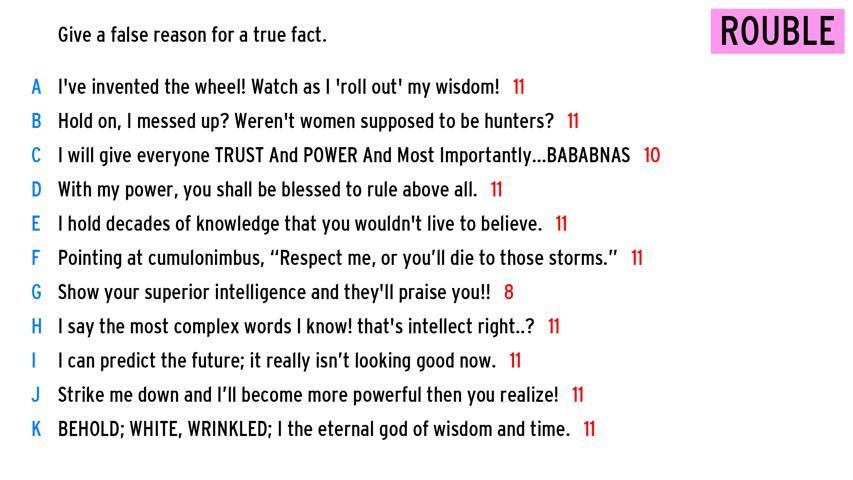 Give a false reason for a true fact.
ROUBLE
A I've invented the wheel! Watch as I 'roll out' my wisdom! 11
B Hold on, I messed up? Weren't women supposed to be hunters? 11
C I will give everyone TRUST And POWER And Most Importantly...BABABNAS 10
D With my power, you shall be blessed to rule above all. 11
E I hold decades of knowledge that you wouldn't live to believe. 11
F Pointing at cumulonimbus, “Respect me, or you’ll die to those storms.” 11
G Show your superior intelligence and they'll praise you!! 8
H I say the most complex words I know! that's intellect right..? 11
I I can predict the future; it really isn’t looking good now. 11
J Strike me down and I’ll become more powerful then you realize! 11
K BEHOLD; WHITE, WRINKLED; I the eternal god of wisdom and time. 11